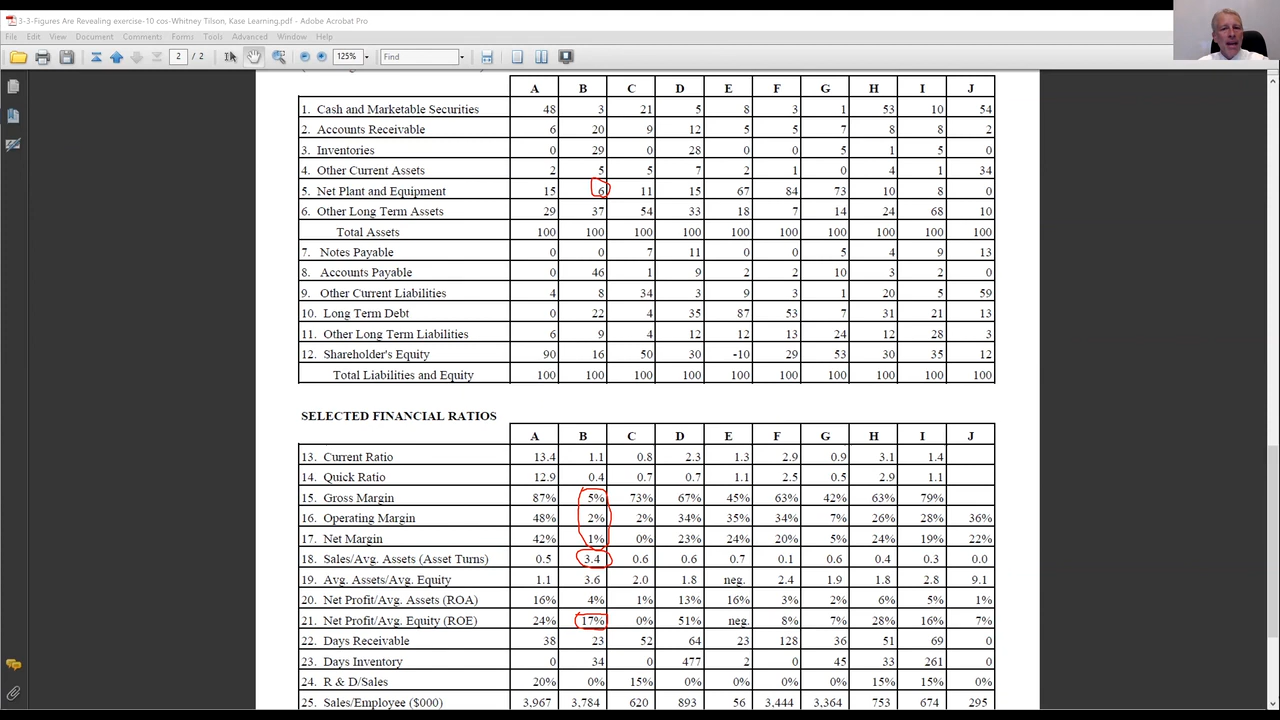 3-3-Figures Are Revealing exercise-10 cos-Whitney Tilson, Kase Learning.pdf - Adobe Acrobat Pro
File Edit View Document Comments Forms Tools Advanced Window Help
2 / 2 125% Find
A B C D E F G H I J
1. Cash and Marketable Securities 48 3 21 5 8 3 1 53 10 54
2. Accounts Receivable 6 20 9 12 5 5 7 8 8 2
3. Inventories 0 29 0 28 0 0 5 1 5 0
4. Other Current Assets 2 5 5 7 2 1 0 4 1 34
5. Net Plant and Equipment 15 6 11 15 67 84 73 10 8 0
6. Other Long Term Assets 29 37 54 33 18 7 14 24 68 10
Total Assets 100 100 100 100 100 100 100 100 100 100
7. Notes Payable 0 0 7 11 0 0 5 4 9 13
8. Accounts Payable 0 46 1 9 2 2 10 3 2 0
9. Other Current Liabilities 4 8 34 3 9 3 1 20 5 59
10. Long Term Debt 0 22 4 35 87 53 7 31 21 13
11. Other Long Term Liabilities 6 9 4 12 12 13 24 12 28 3
12. Shareholder's Equity 90 16 50 30 -10 29 53 30 35 12
Total Liabilities and Equity 100 100 100 100 100 100 100 100 100 100
SELECTED FINANCIAL RATIOS
A B C D E F G H I J
13. Current Ratio 13.4 1.1 0.8 2.3 1.3 2.9 0.9 3.1 1.4
14. Quick Ratio 12.9 0.4 0.7 0.7 1.1 2.5 0.5 2.9 1.1
15. Gross Margin 87% 5% 73% 67% 45% 63% 42% 63% 79%
16. Operating Margin 48% 2% 2% 34% 35% 34% 7% 26% 28% 36%
17. Net Margin 42% 1% 0% 23% 24% 20% 5% 24% 19% 22%
18. Sales/Avg. Assets (Asset Turns) 0.5 3.4 0.6 0.6 0.7 0.1 0.6 0.4 0.3 0.0
19. Avg. Assets/Avg. Equity 1.1 3.6 2.0 1.8 neg. 2.4 1.9 1.8 2.8 9.1
20. Net Profit/Avg. Assets (ROA) 16% 4% 1% 13% 16% 3% 2% 6% 5% 1%
21. Net Profit/Avg. Equity (ROE) 24% 17% 0% 51% neg. 8% 7% 28% 16% 7%
22. Days Receivable 38 23 52 64 23 128 36 51 69 0
23. Days Inventory 0 34 0 477 2 0 45 33 261 0
24. R & D/Sales 20% 0% 15% 0% 0% 0% 0% 15% 15% 0%
25. Sales/Employee ($000) 3,967 3,784 620 893 56 3,444 3,364 753 674 295